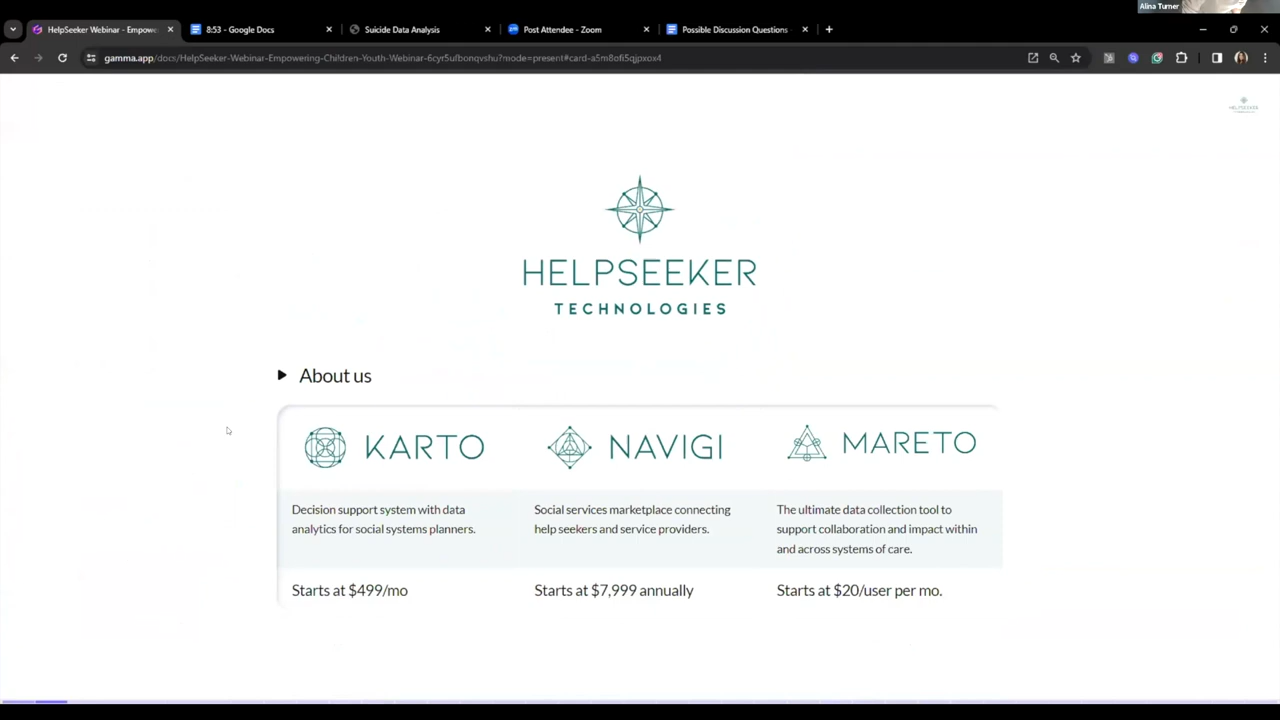 Alina Turner
HelpSeeker Webinar - Empowe
8:53 - Google Docs
Suicide Data Analysis
Post Attendee - Zoom
Possible Discussion Questions
gamma.app/docs/HelpSeeker-Webinar-Empowering-Children-Youth-Webinar-6cyr5ufbonqvshu?mode=present#card-a5m8ofi5qjpxox4
HELPSEEKER
HELPSEEKER
TECHNOLOGIES
About us
KARTO
NAVIGI
MARETO
Decision support system with data
analytics for social systems planners.
Social services marketplace connecting
help seekers and service providers.
The ultimate data collection tool to
support collaboration and impact within
and across systems of care.
Starts at $499/mo
Starts at $7,999 annually
Starts at $20/user per mo.